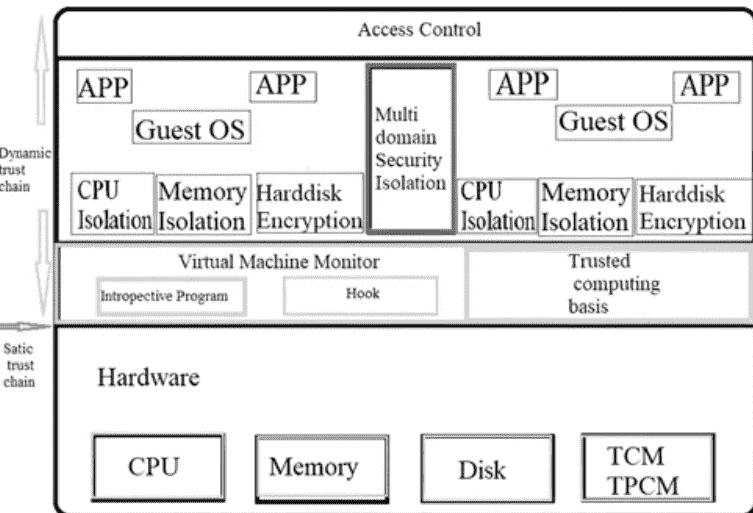 Access Control
APP
APP
Guest OS
CPU
Isolation
Memory
Isolation
Harddisk
Encryption
Multi
domain
Security
Isolation
APP
APP
Guest OS
CPU
Isolation
Memory
Isolation
Harddisk
Encryption
Dynamic
trust
chain
Virtual Machine Monitor
Intropective Program
Hook
Trusted
computing
basis
Satic
trust
chain
Hardware
CPU
Memory
Disk
TCM
TPCM